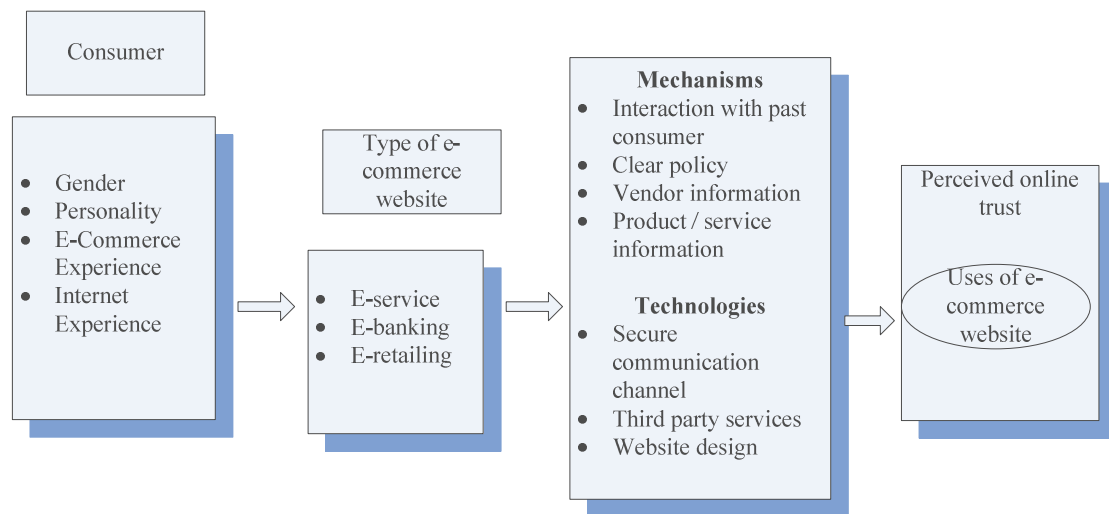 Consumer
• Gender
• Personality
• E-Commerce
Experience
• Internet
Experience
Type of e-
commerce
website
• E-service
• E-banking
• E-retailing
Mechanisms
• Interaction with past
consumer
• Clear policy
• Vendor information
• Product / service
information
Technologies
• Secure
communication
channel
• Third party services
• Website design
Perceived online
trust
Uses of e-
commerce
website